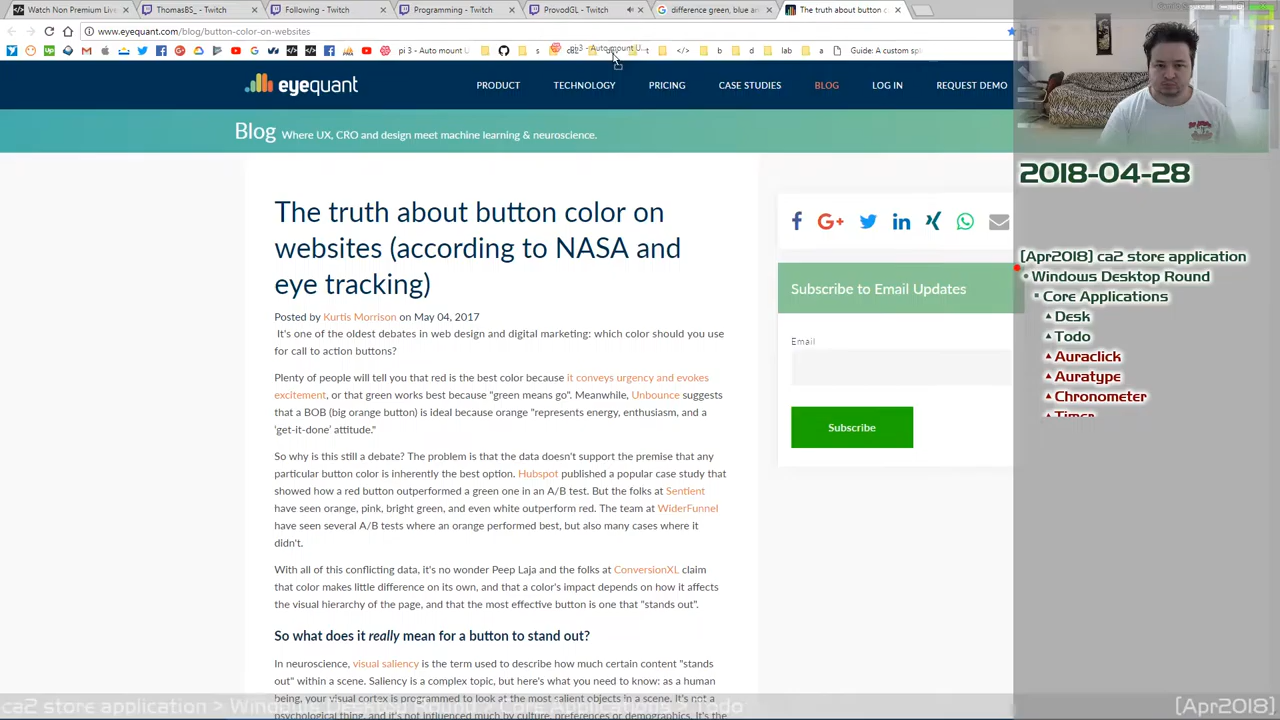 Watch Non Premium Live
ThomasBS_ - Twitch
Following - Twitch
Programming - Twitch
ProvodGL - Twitch
difference green, blue an
The truth about button c
www.eyequant.com/blog/button-color-on-websites
pi 3 - Auto mount U
s
b
d
lab
a
Guide: A custom spl
eyequant
PRODUCT
TECHNOLOGY
PRICING
CASE STUDIES
BLOG
LOG IN
REQUEST DEMO
Blog Where UX, CRO and design meet machine learning & neuroscience.
The truth about button color on
websites (according to NASA and
eye tracking)
Posted by Kurtis Morrison on May 04, 2017
It's one of the oldest debates in web design and digital marketing: which color should you use
for call to action buttons?
Plenty of people will tell you that red is the best color because it conveys urgency and evokes
excitement, or that green works best because "green means go". Meanwhile, Unbounce suggests
that a BOB (big orange button) is ideal because orange "represents energy, enthusiasm, and a
'get-it-done' attitude."
So why is this still a debate? The problem is that the data doesn't support the premise that any
particular button color is inherently the best option. Hubspot published a popular case study that
showed how a red button outperformed a green one in an A/B test. But the folks at Sentient
have seen orange, pink, bright green, and even white outperform red. The team at WiderFunnel
have seen several A/B tests where an orange performed best, but also many cases where it
didn't.
With all of this conflicting data, it's no wonder Peep Laja and the folks at ConversionXL claim
that color makes little difference on its own, and that a color's impact depends on how it affects
the visual hierarchy of the page, and that the most effective button is one that "stands out".
So what does it really mean for a button to stand out?
In neuroscience, visual saliency is the term used to describe how much certain content "stands
out" within a scene. Saliency is a complex topic, but here's what you need to know: as a human
being, your visual cortex is programmed to look at the most salient objects in a scene. It's not a
psychological thing, and it's not influenced much by culture, preferences or demographics. It's the
Subscribe to Email Updates
Email
Subscribe
2018-04-28
[Apr2018] ca2 store application
Windows Desktop Round
Core Applications
Desk
Todo
Auraclick
Auratype
Chronometer
Timer
ca2 store application > Windows
[Apr2018]